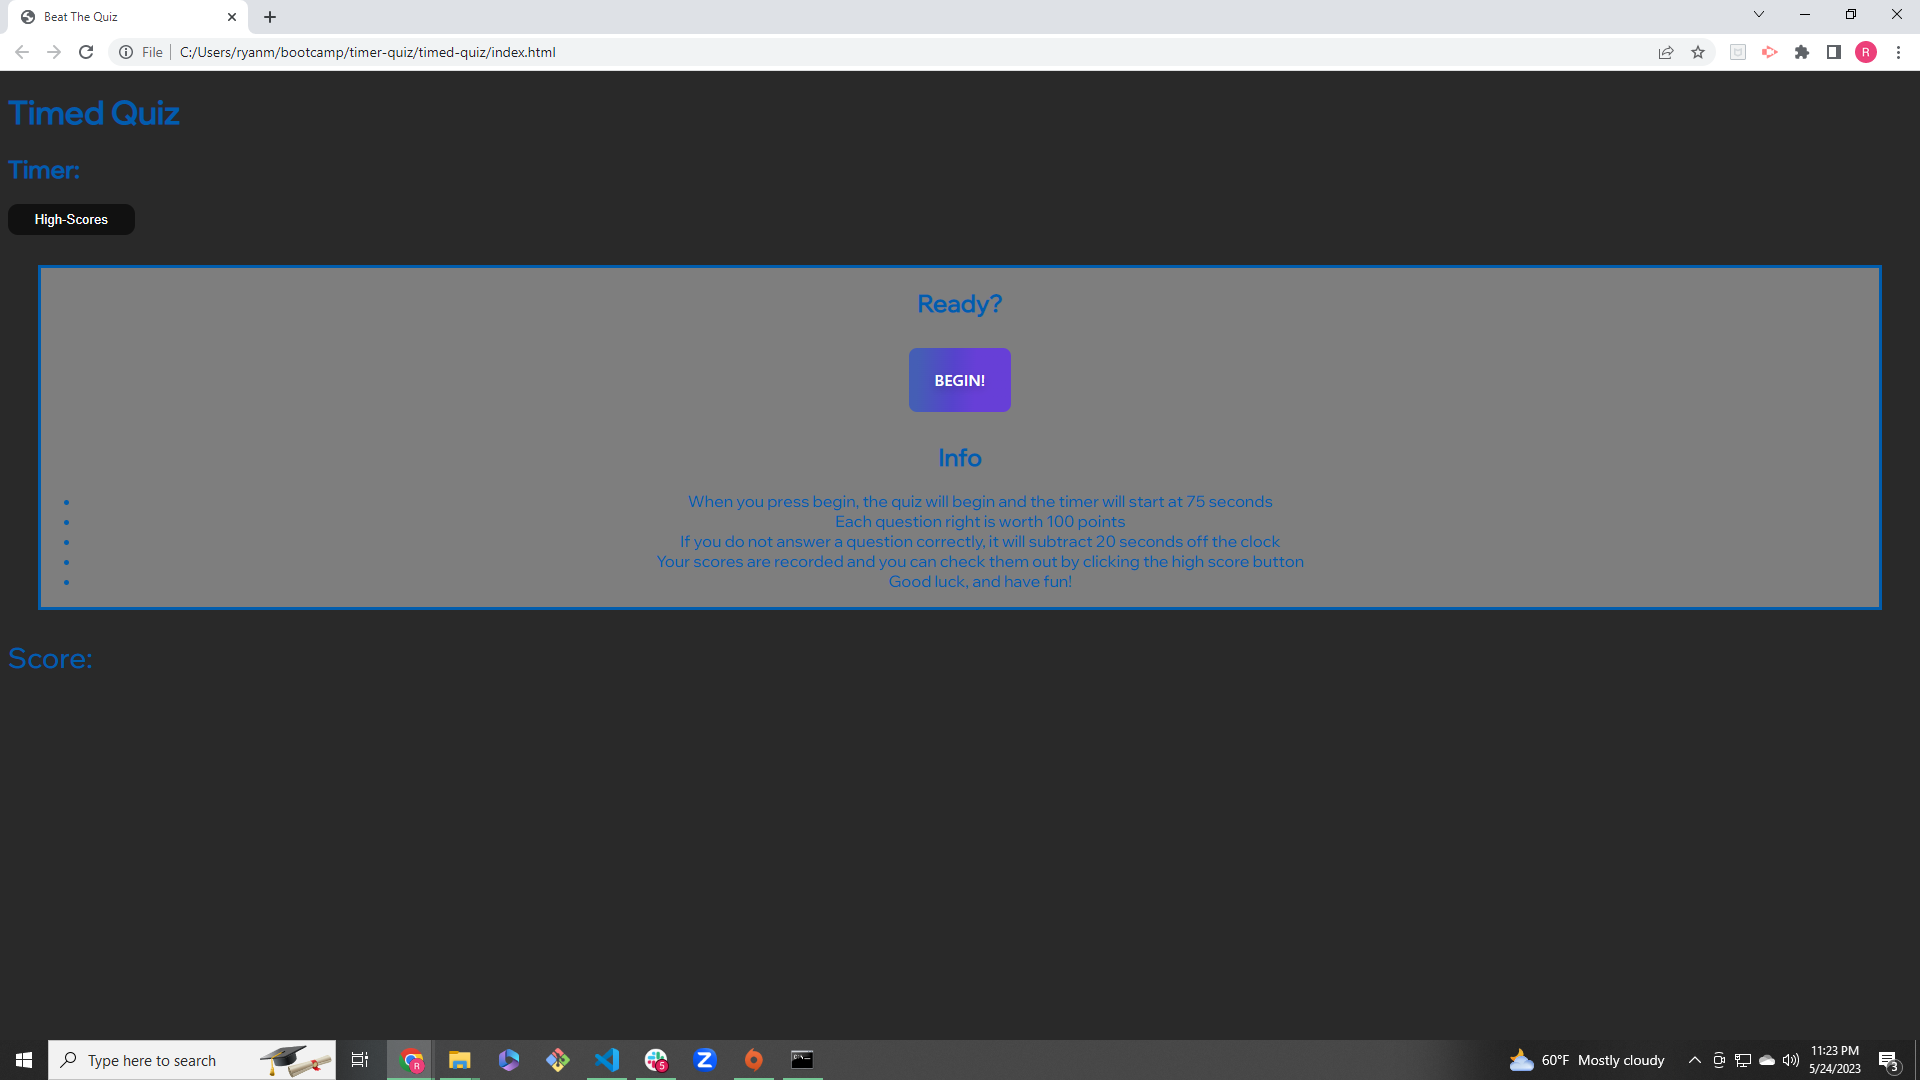 Beat The Quiz
File
C:/Users/ryanm/bootcamp/timer-quiz/timed-quiz/index.html
R
Timed Quiz
Timer:
High-Scores
Ready?
BEGIN!
Info
When you press begin, the quiz will begin and the timer will start at 75 seconds
Each question right is worth 100 points
If you do not answer a question correctly, it will subtract 20 seconds off the clock
Your scores are recorded and you can check them out by clicking the high score button
Good luck, and have fun!
Score:
Type here to search
R
5
Z
60°F Mostly cloudy
11:23 PM
5/24/2023
3